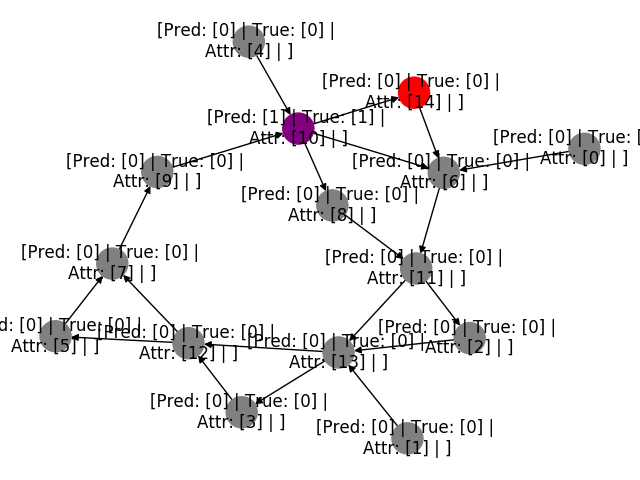 [Pred: [0] | True: [0] |
Attr: [4] | ]
[Pred: [0] | True: [0] |
Attr: [14] | ]
[Pred: [1] | True: [1] |
Attr: [10] | ]
[Pred: [0] | True: [
Attr: [0] | ]
[Pred: [0] | True: [0] |
Attr: [9] | ]
[Pred: [0] | True: [0] |
Attr: [6] | ]
[Pred: [0] | True: [0] |
Attr: [8] | ]
[Pred: [0] | True: [0] |
Attr: [7] | ]
[Pred: [0] | True: [0] |
Attr: [11] | ]
d: [0] | True: [0] |
Attr: [5] | ]
[Pred: [0] | True: [0] |
Attr: [12] | ]
[Pred: [0] | True: [0] |
Attr: [13] | ]
[Pred: [0] | True: [0] |
Attr: [2] | ]
[Pred: [0] | True: [0] |
Attr: [3] | ]
[Pred: [0] | True: [0] |
Attr: [1] | ]